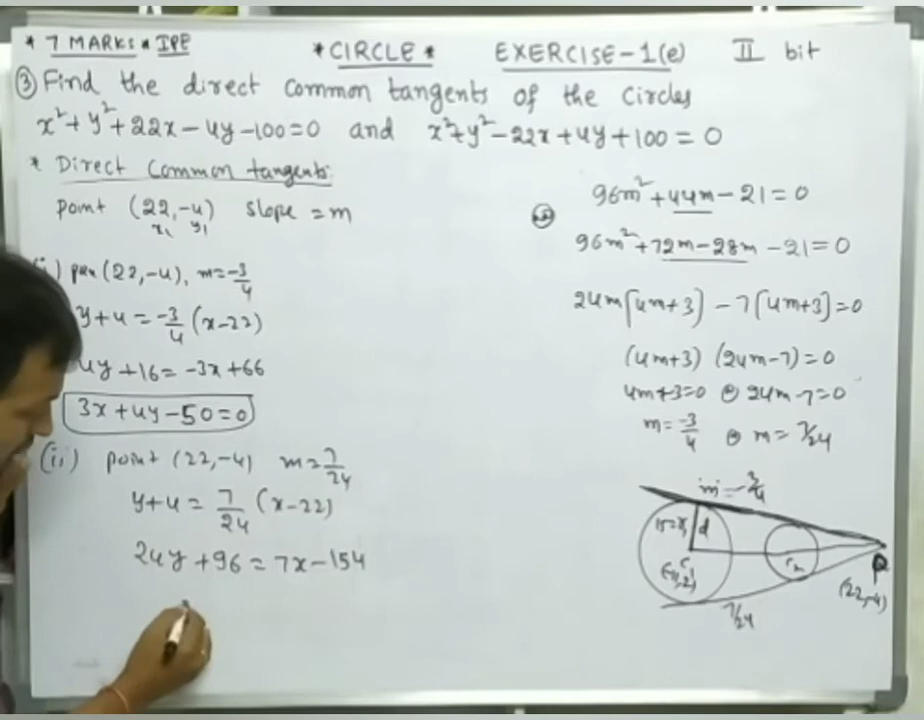 * 7 MARKS * IPE
* CIRCLE *
EXERCISE-1(e) II bit
③ Find the direct common tangents of the circles
x²+y²+22x-4y-100=0 and x²+y²-22x+4y+100=0
* Direct Common tangents:
point (22,-4) slope = m
x₁ y₁
(22,-4), m=-3/4
y+4 = -3/4 (x-22)
4y+16 = -3x+66
3x+4y-50=0
(ii) point (22,-4) m=7/24
y+4 = 7/24 (x-22)
24y+96 = 7x-154
96m²+44m-21=0
96m²+72m-28m-21=0
24m(4m+3)-7(4m+3)=0
(4m+3) (24m-7)=0
4m+3=0 24m-7=0
m=-3/4 m=7/24
m=-3/4
d
C₁
C₂
(22,-4)
7/24